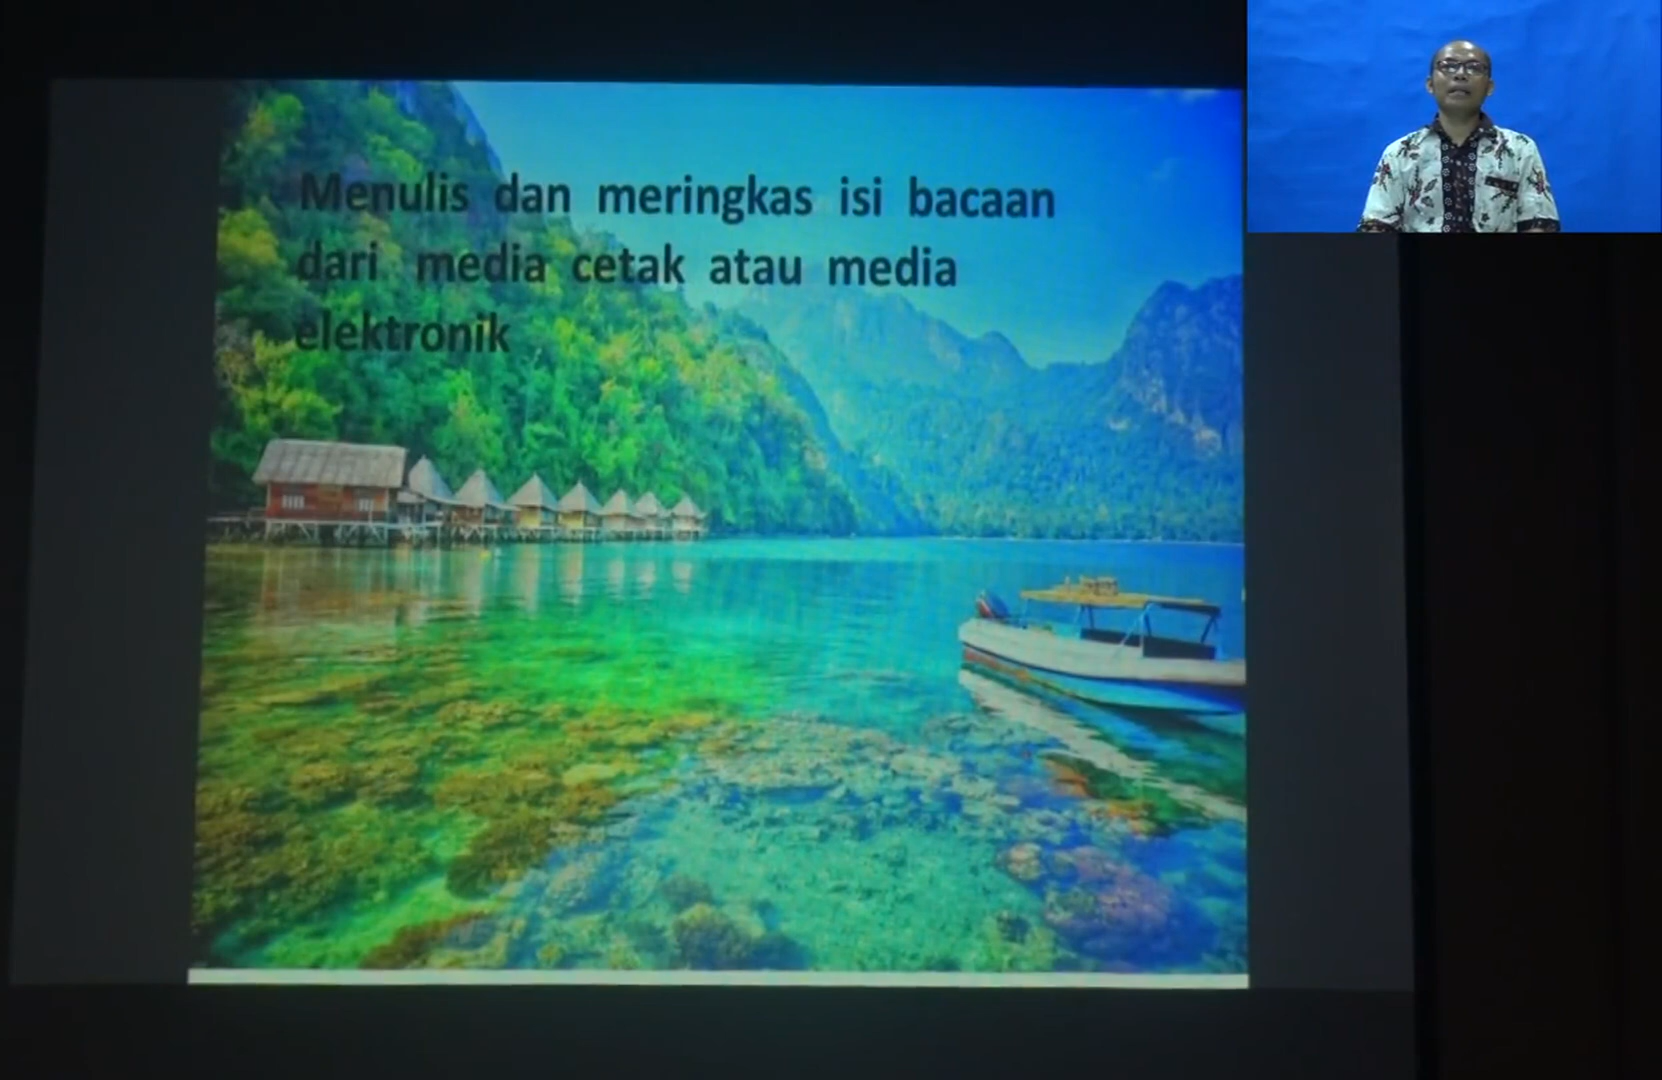 Menulis dan meringkas isi bacaan
dari media cetak atau media
elektronik